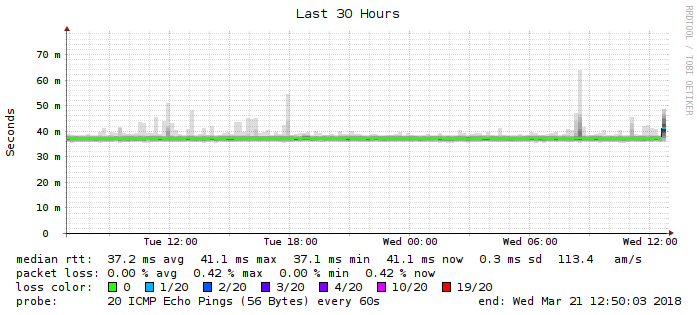 Last 30 Hours
RRDTOOL / TOBI OETIKER
Seconds
70 m
60 m
50 m
40 m
30 m
20 m
10 m
0
Tue 12:00 Tue 18:00 Wed 00:00 Wed 06:00 Wed 12:00
median rtt: 37.2 ms avg 41.1 ms max 37.1 ms min 41.1 ms now 0.3 ms sd 113.4 am/s
packet loss: 0.00 % avg 0.42 % max 0.00 % min 0.42 % now
loss color: 0 1/20 2/20 3/20 4/20 10/20 19/20
probe: 20 ICMP Echo Pings (56 Bytes) every 60s end: Wed Mar 21 12:50:03 2018